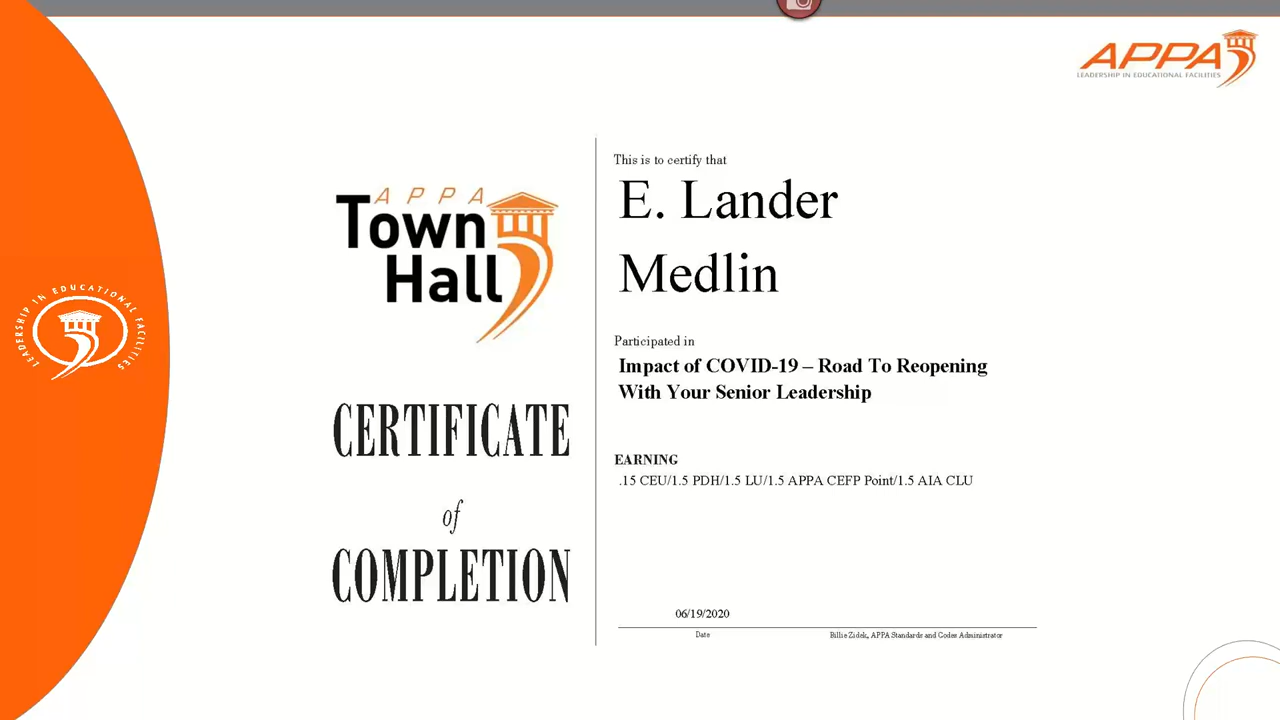 APPA
LEADERSHIP IN EDUCATIONAL FACILITIES
LEADERSHIP IN EDUCATIONAL FACILITIES
APPA
Town
Hall
CERTIFICATE
of
COMPLETION
This is to certify that
E. Lander
Medlin
Participated in
Impact of COVID-19 – Road To Reopening
With Your Senior Leadership
EARNING
.15 CEU/1.5 PDH/1.5 LU/1.5 APPA CEFP Point/1.5 AIA CLU
06/19/2020
Date
Billie Zidek, APPA Standards and Codes Administrator